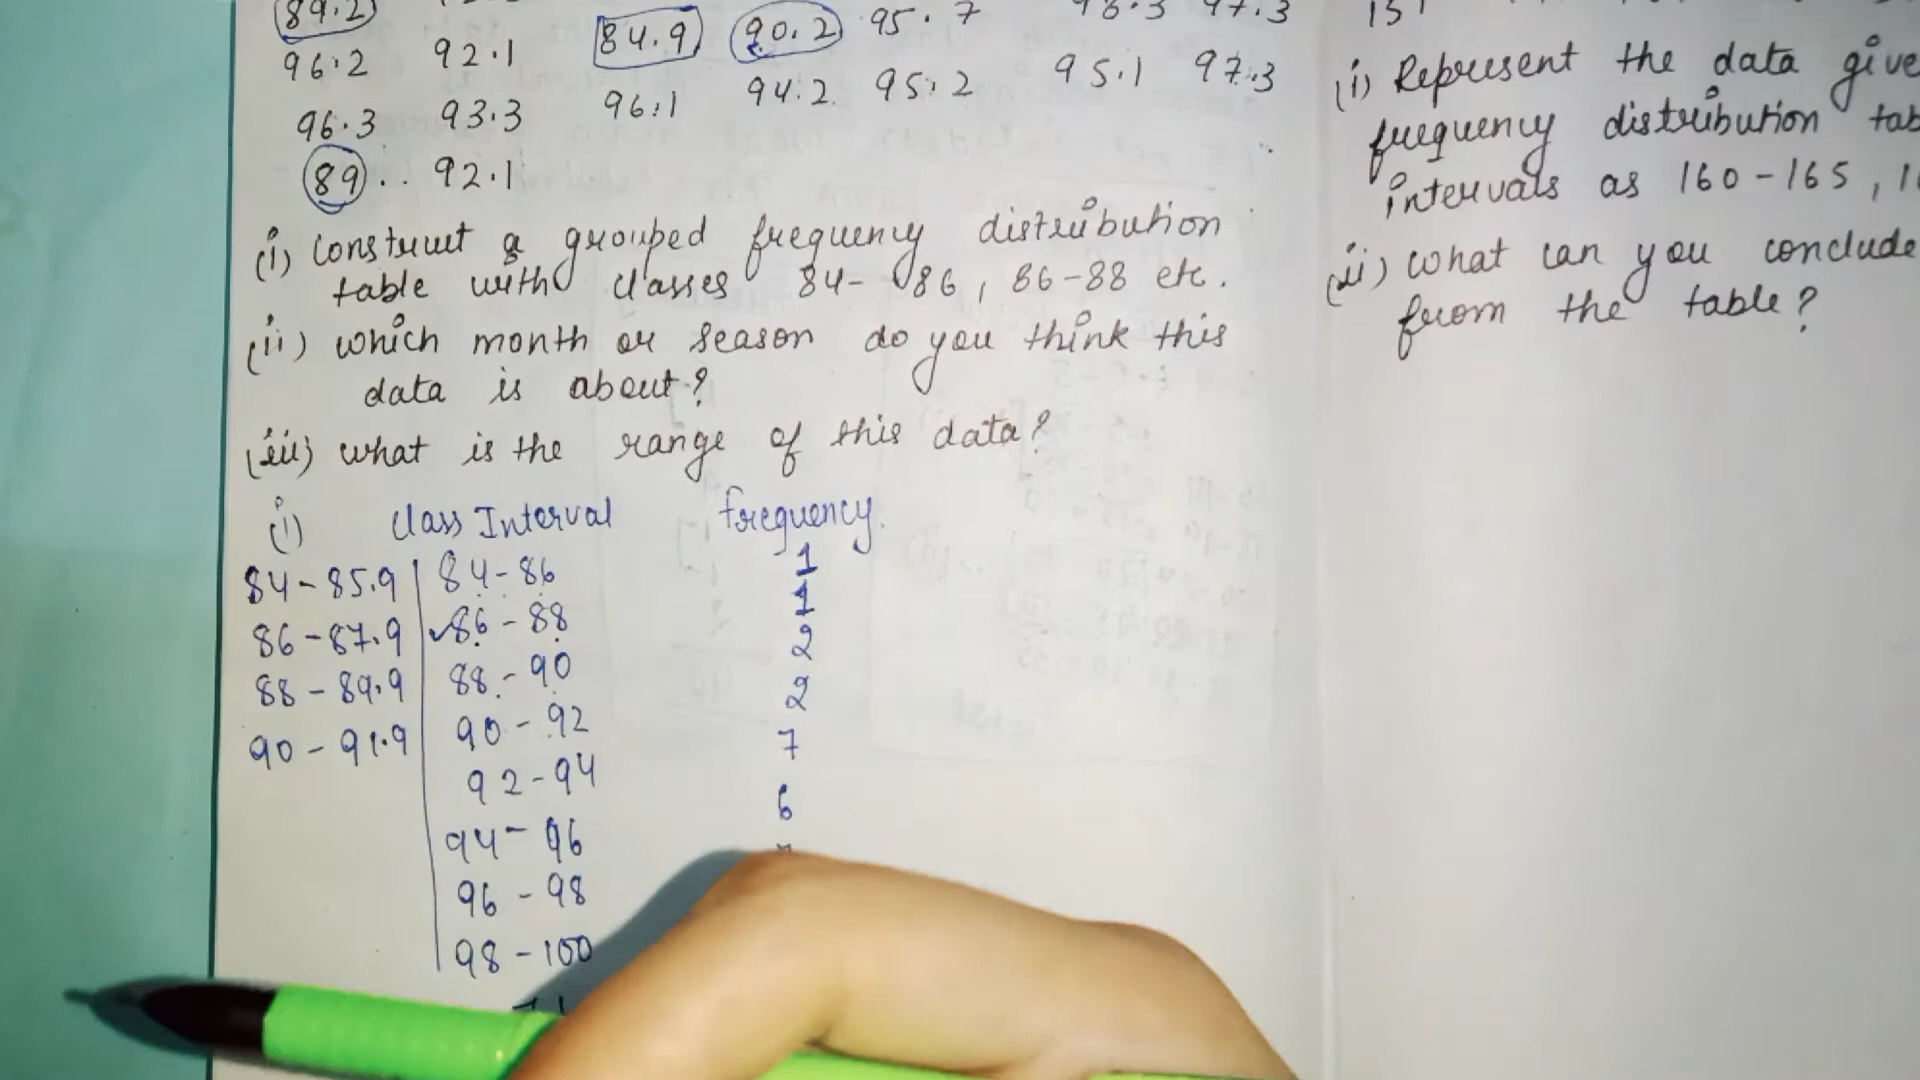 89.2
84.9 90.2 95.7 97.3
96.2 92.1
96.1 94.2 95.2 95.1 97.3
96.3 93.3
89 92.1
(i) Construct a grouped frequency distribution
table with classes 84-86, 86-88 etc.
(ii) which month or season do you think this
data is about?
(iii) what is the range of this data?
(i) Class Interval frequency.
84-85.9 84-86 1
86-87.9 86-88 1
88-89.9 88-90 2
90-91.9 90-92 2
92-94 7
94-96 6
96-98
98-100
(i) Represent the data give
frequency distribution tab
intervals as 160-165, 1
(ii) What can you conclude
from the table?